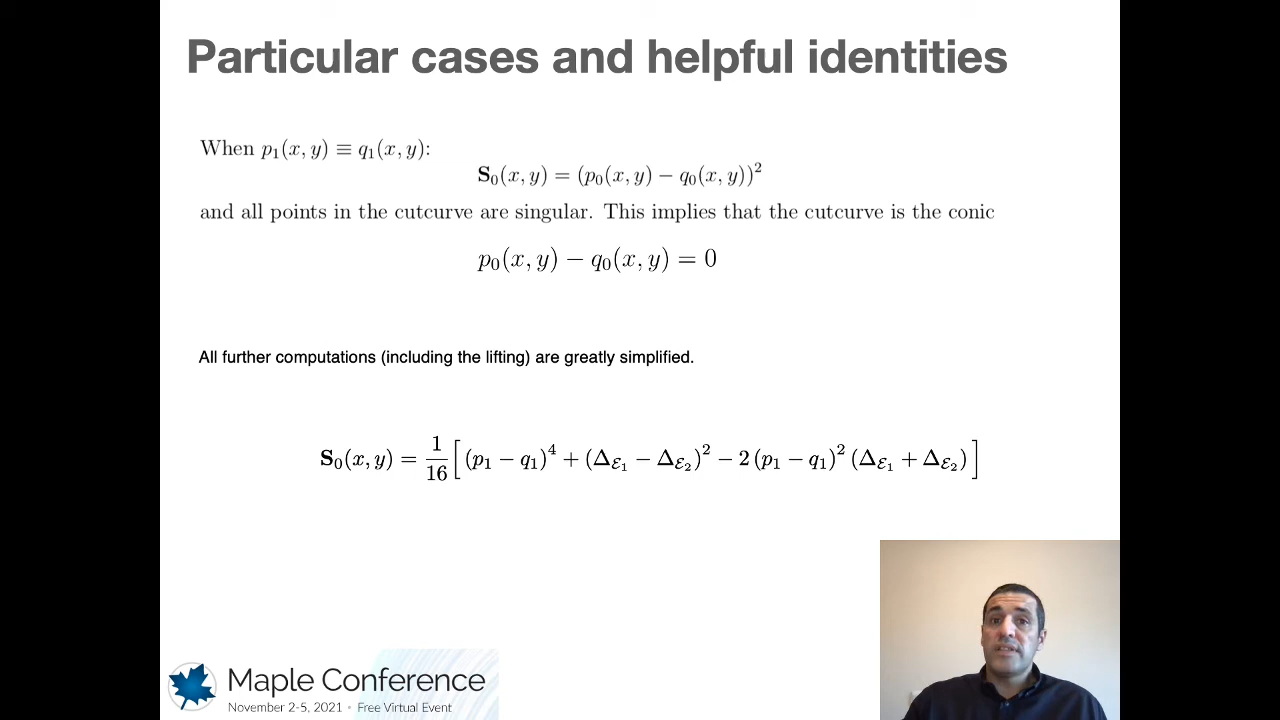 Particular cases and helpful identities
When p₁(x, y) ≡ q₁(x, y):
S₀(x, y) = (p₀(x, y) − q₀(x, y))²
and all points in the cutcurve are singular. This implies that the cutcurve is the conic
p₀(x, y) − q₀(x, y) = 0
All further computations (including the lifting) are greatly simplified.
S₀(x, y) = 1/16 [ (p₁ − q₁)⁴ + (Δ_ℰ₁ − Δ_ℰ₂)² − 2 (p₁ − q₁)² (Δ_ℰ₁ + Δ_ℰ₂) ]
Maple Conference
November 2-5, 2021 • Free Virtual Event